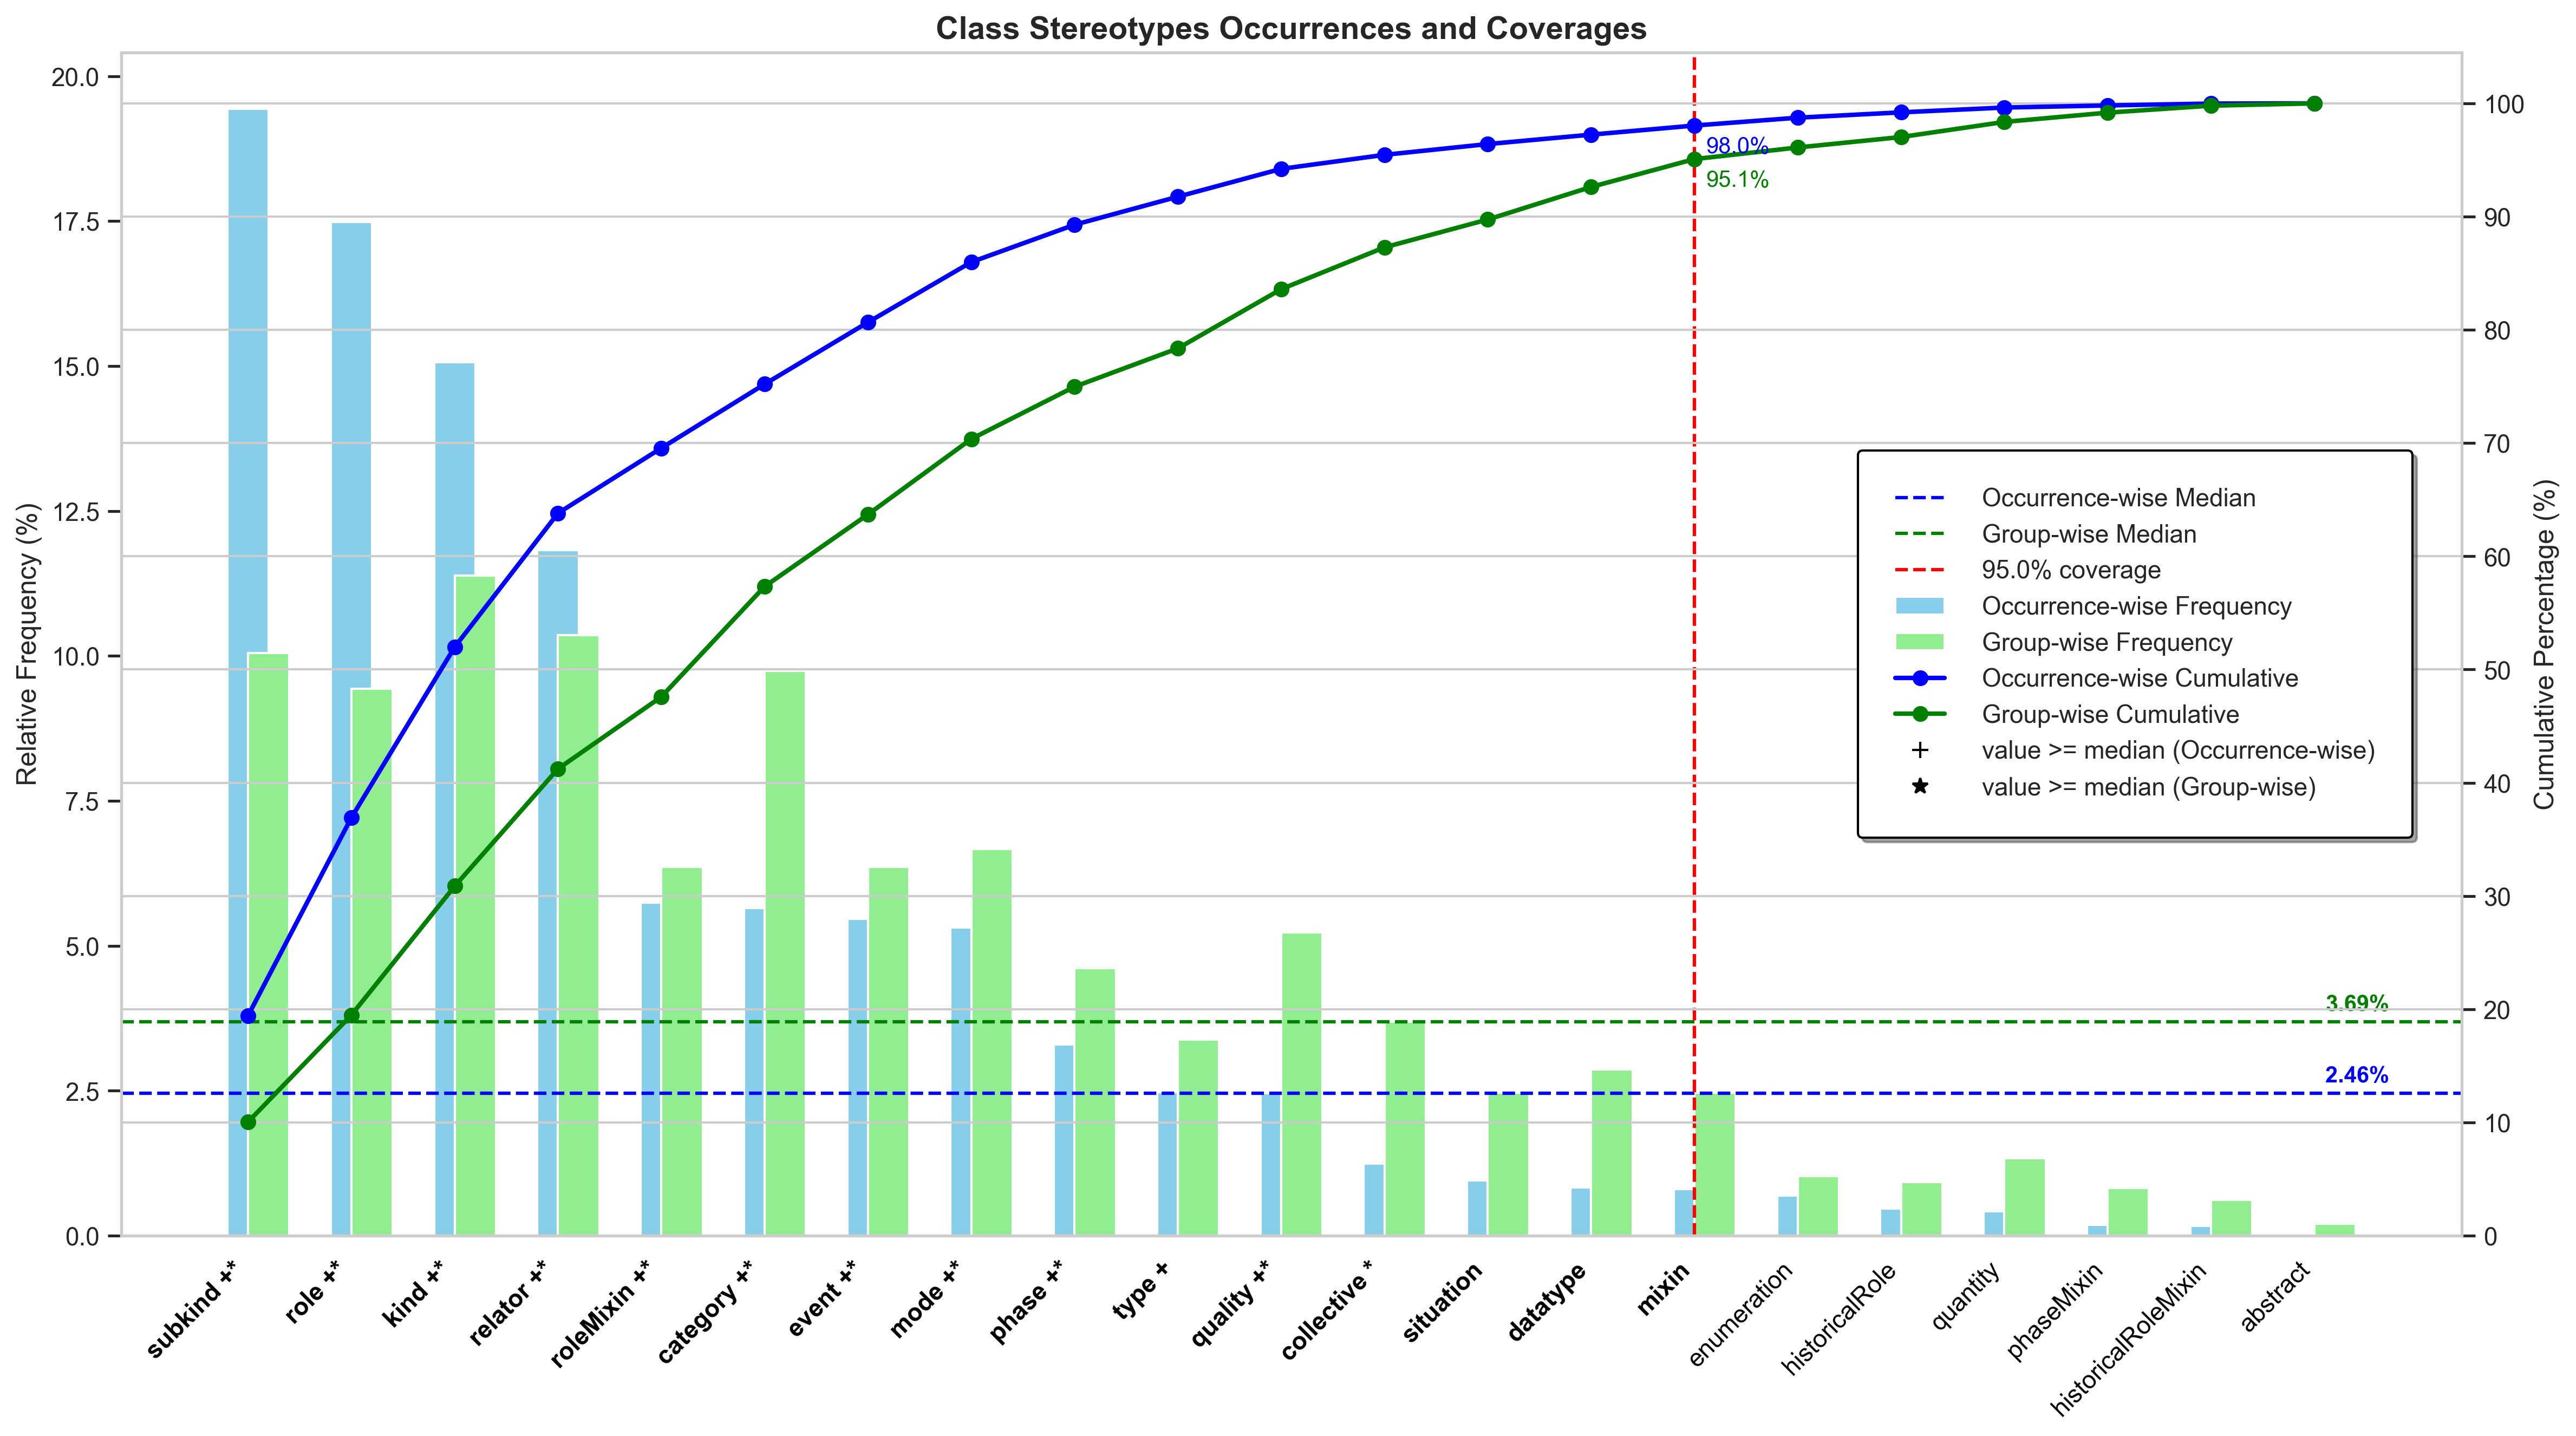 Class Stereotypes Occurrences and Coverages
20.0
17.5
15.0
12.5
10.0
7.5
5.0
2.5
0.0
Relative Frequency (%)
100
90
80
70
60
50
40
30
20
10
0
Cumulative Percentage (%)
98.0%
95.1%
3.69%
2.46%
Occurrence-wise Median
Group-wise Median
95.0% coverage
Occurrence-wise Frequency
Group-wise Frequency
Occurrence-wise Cumulative
Group-wise Cumulative
+ value >= median (Occurrence-wise)
★ value >= median (Group-wise)
subkind +*
role +*
kind +*
relator +*
roleMixin +*
category +*
event +*
mode +*
phase +*
type +
quality +*
collective *
situation
datatype
mixin
enumeration
historicalRole
quantity
phaseMixin
historicalRoleMixin
abstract